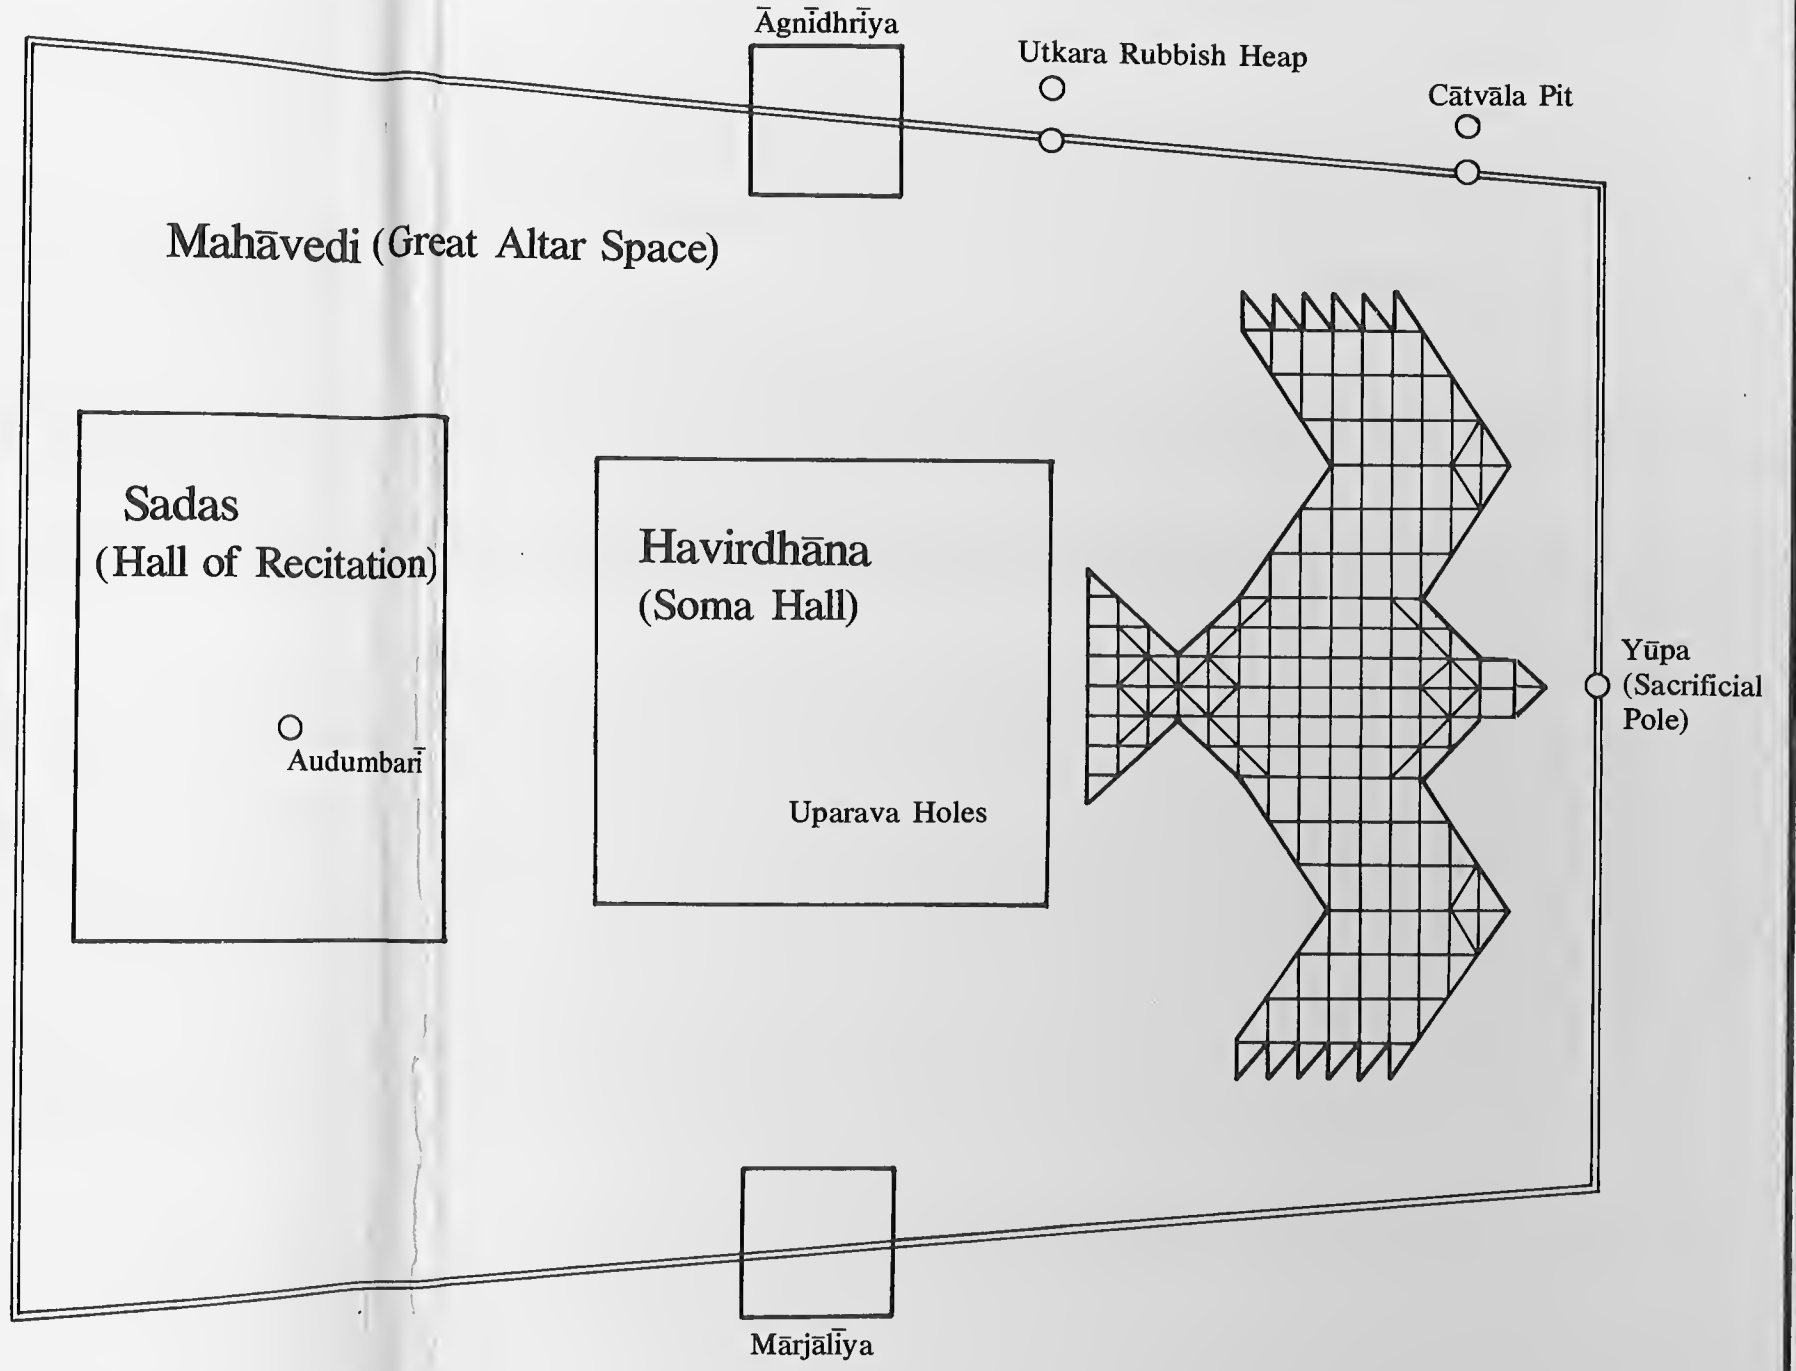 Āgnīdhrīya
Utkara Rubbish Heap
Cātvāla Pit
Mahāvedi (Great Altar Space)
Sadas
(Hall of Recitation)
Havirdhāna
(Soma Hall)
Yūpa
(Sacrificial
Pole)
Audumbarī
Uparava Holes
Mārjālīya